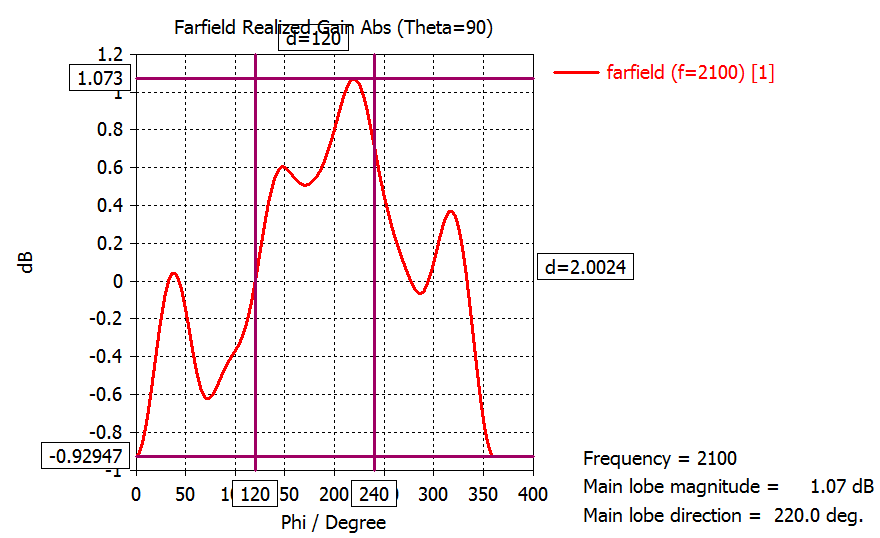 Farfield Realized Gain Abs (Theta=90)
d=120
farfield (f=2100) [1]
1.2
1.073
1
0.8
0.6
0.4
0.2
0
-0.2
-0.4
-0.6
-0.8
-0.92947
-1
dB
d=2.0024
0 50 120 50 240 300 350 400
Phi / Degree
Frequency = 2100
Main lobe magnitude = 1.07 dB
Main lobe direction = 220.0 deg.